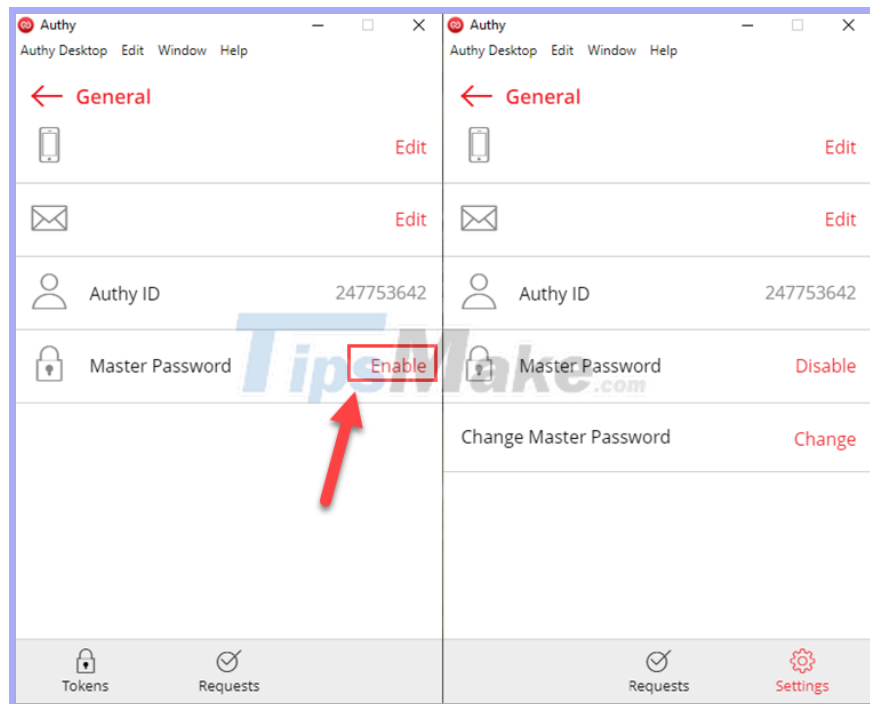 Authy
Authy Desktop Edit Window Help
General
Edit
Edit
Authy ID 247753642
Master Password Enable
Tokens Requests
Authy
Authy Desktop Edit Window Help
General
Edit
Edit
Authy ID 247753642
Master Password Disable
Change Master Password Change
Requests Settings
TipsMake.com